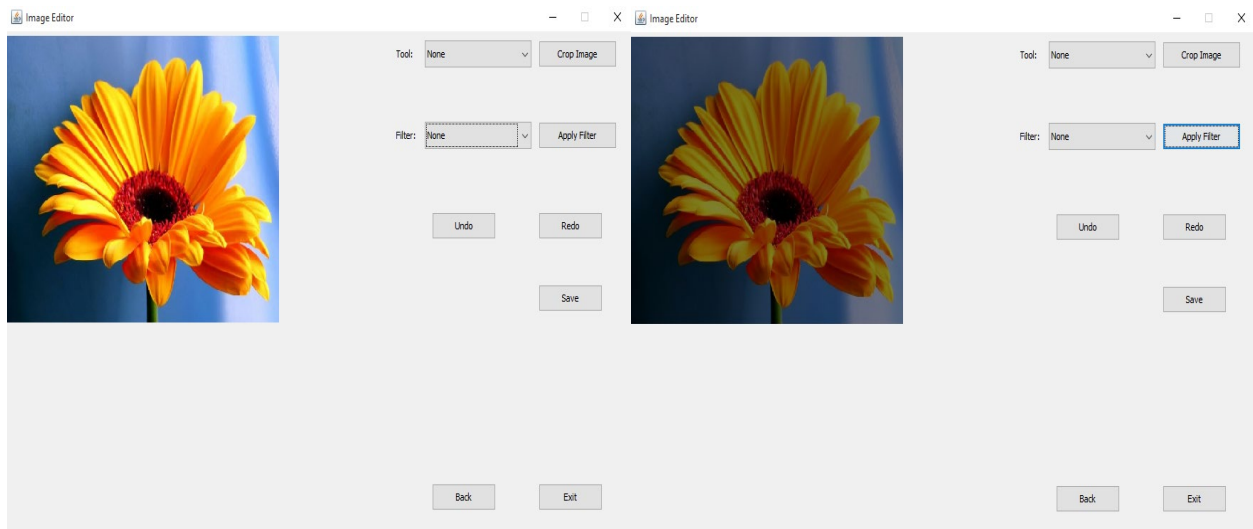 Image Editor
Tool: None Crop Image
Filter: None Apply Filter
Undo Redo
Save
Back Exit
Image Editor
Tool: None Crop Image
Filter: None Apply Filter
Undo Redo
Save
Back Exit